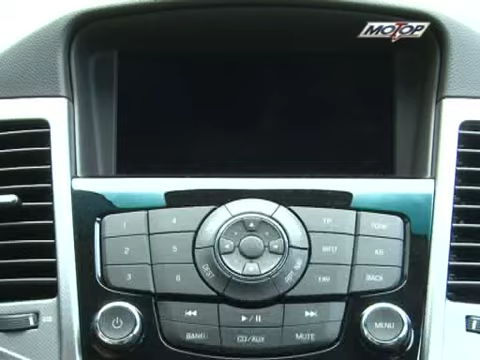 MOTOP
1 4 TP TONE
2 5 INFO AS
3 6 FAV BACK
DEST
MENU
BAND CD/AUX MUTE